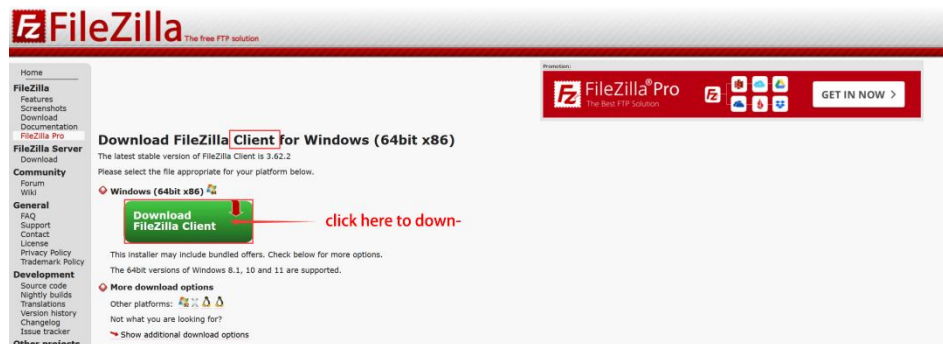 FileZilla The free FTP solution
Home
FileZilla
Features
Screenshots
Download
Documentation
FileZilla Pro
FileZilla Server
Download
Community
Forum
Wiki
General
FAQ
Support
Contact
License
Privacy Policy
Trademark Policy
Development
Source code
Nightly builds
Translations
Version history
Changelog
Issue tracker
Other projects
Promotion:
FileZilla®Pro
The Best FTP Solution
GET IN NOW >
Download FileZilla Client for Windows (64bit x86)
The latest stable version of FileZilla Client is 3.62.2
Please select the file appropriate for your platform below.
Windows (64bit x86)
Download
FileZilla Client
click here to down-
This installer may include bundled offers. Check below for more options.
The 64bit versions of Windows 8.1, 10 and 11 are supported.
More download options
Other platforms:
Not what you are looking for?
Show additional download options